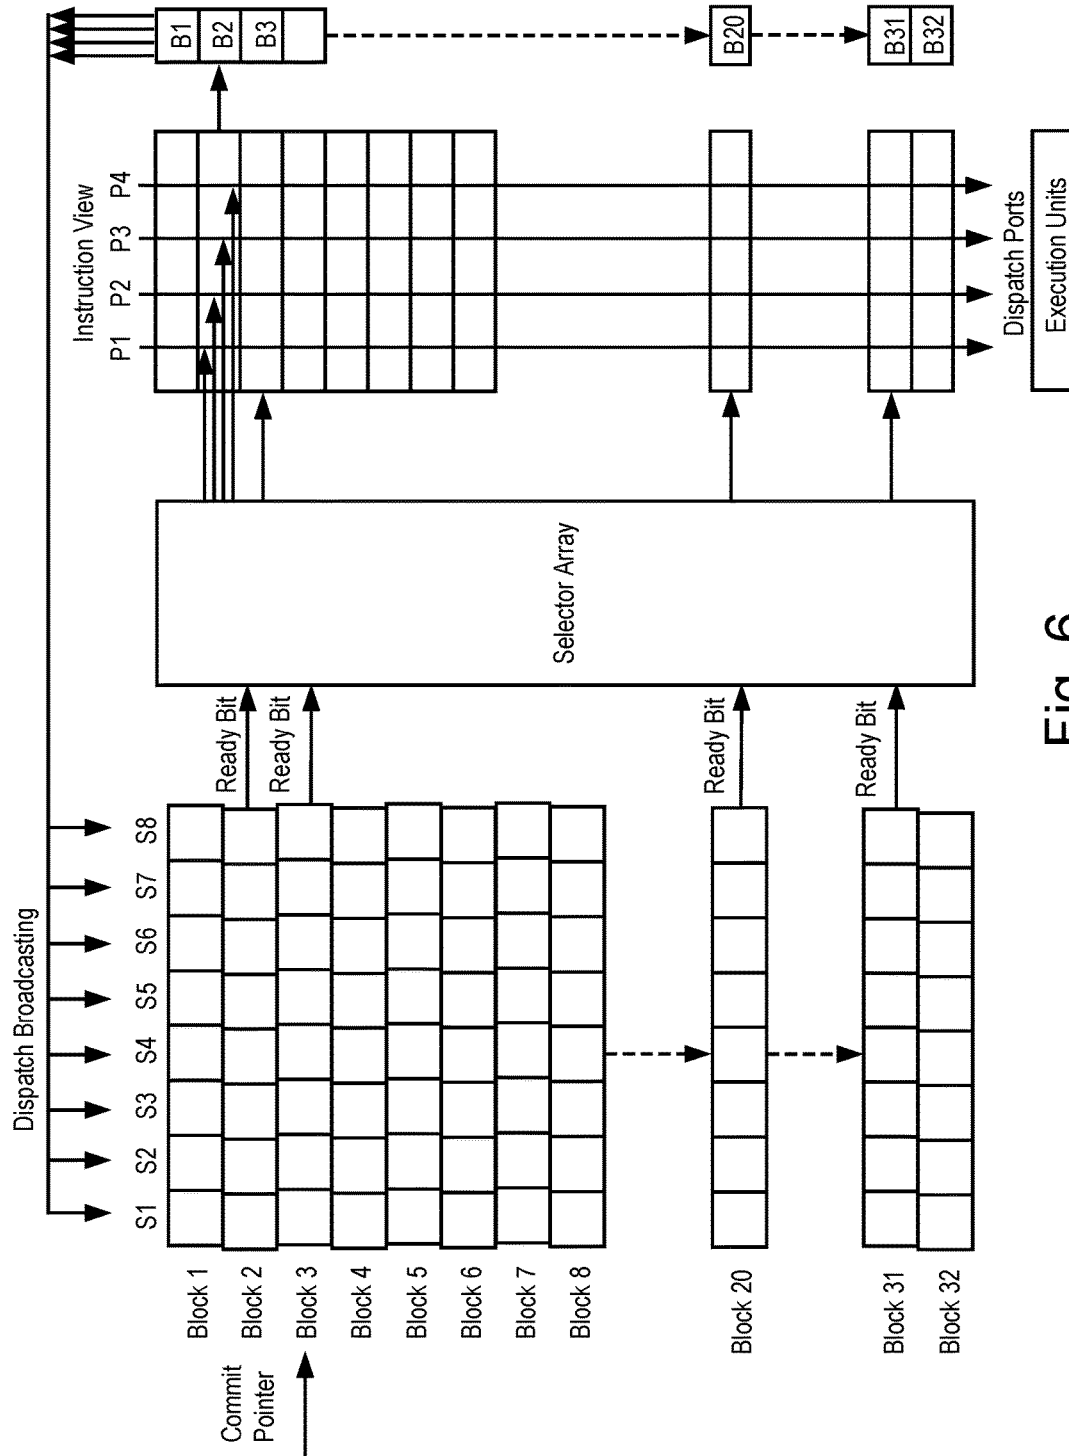 Dispatch Broadcasting
S1
S2
S3
S4
S5
S6
S7
S8
Commit
Pointer
Block 1
Block 2
Block 3
Block 4
Block 5
Block 6
Block 7
Block 8
Block 20
Block 31
Block 32
Ready Bit
Ready Bit
Ready Bit
Ready Bit
Selector Array
Instruction View
P1
P2
P3
P4
B1
B2
B3
B20
B31
B32
Dispatch Ports
Execution Units
Fig. 6